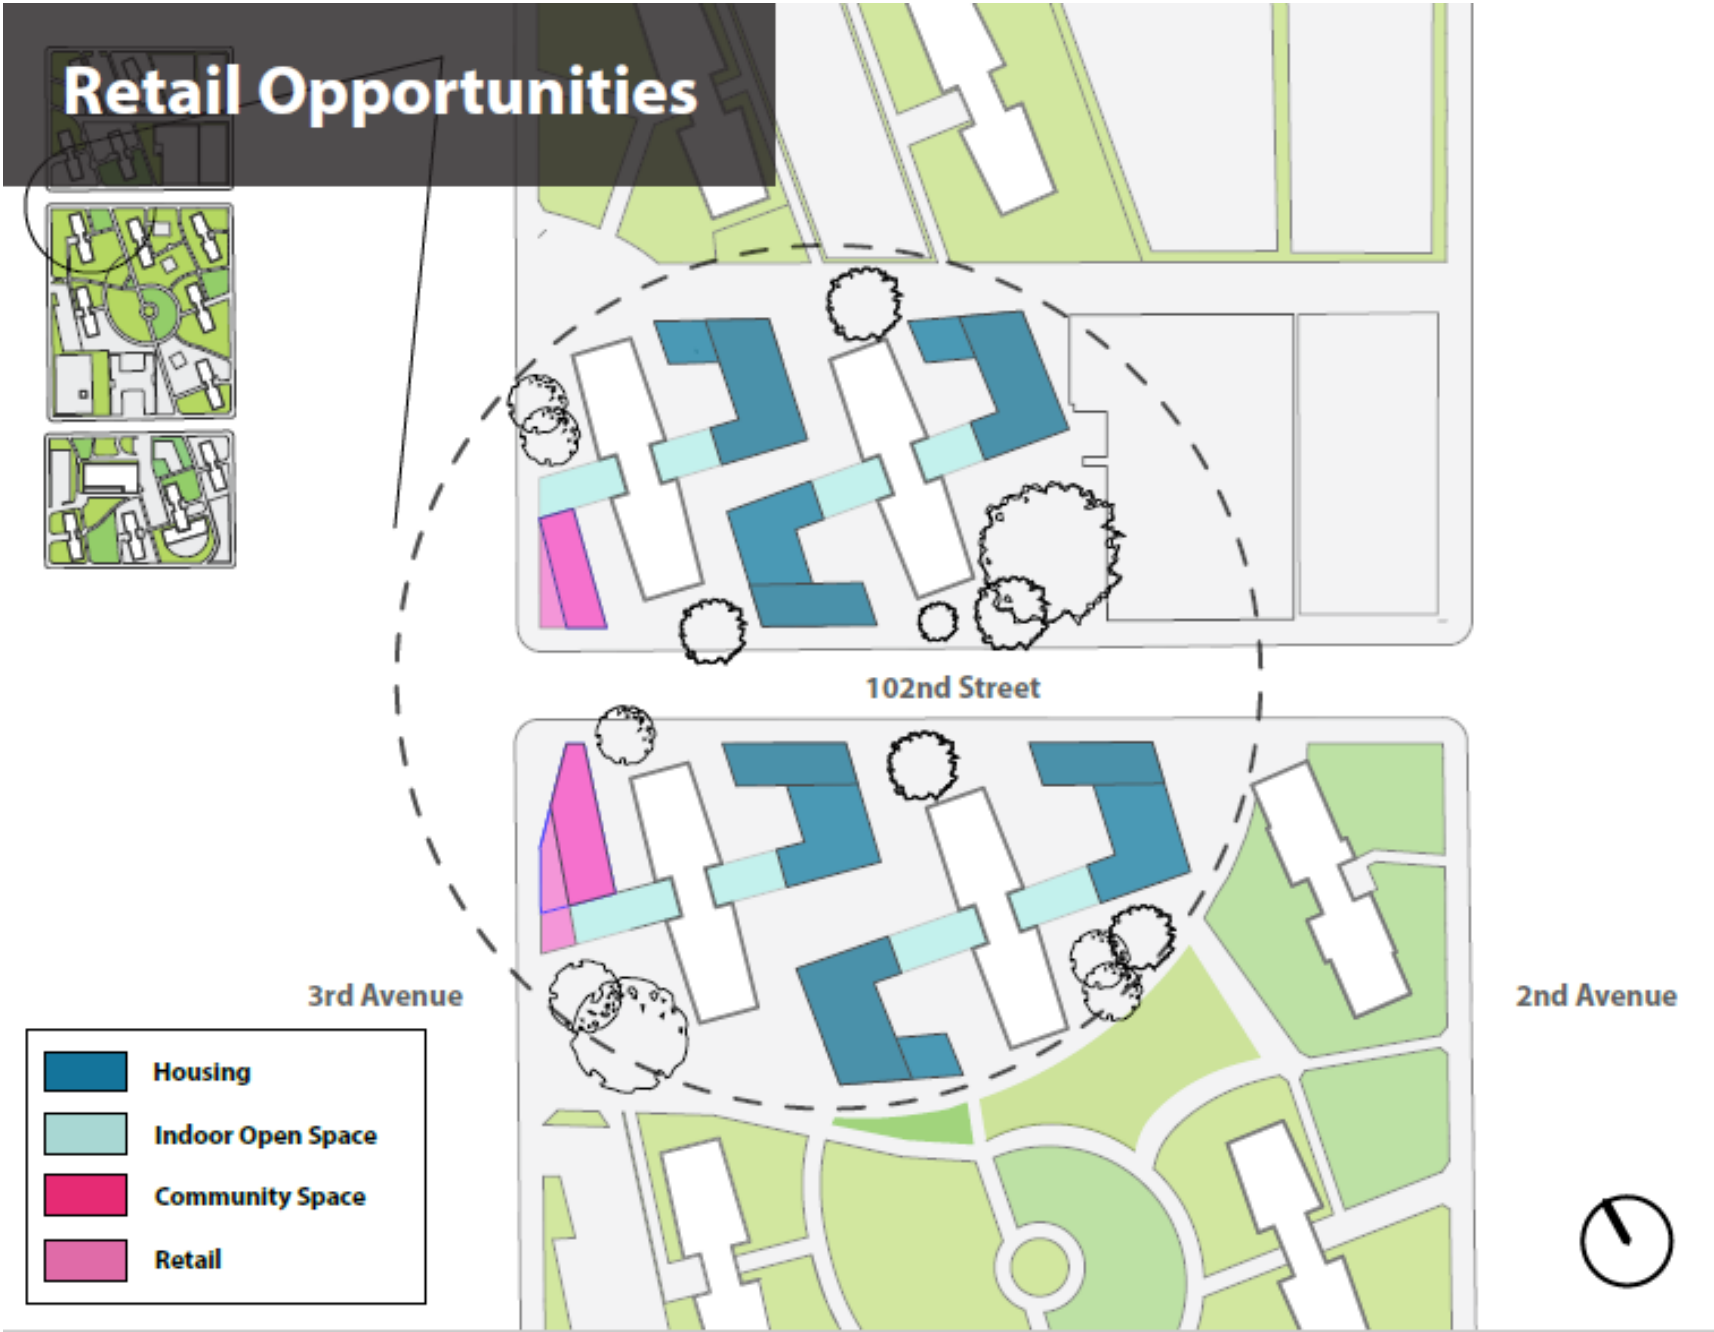 Retail Opportunities
102nd Street
3rd Avenue
2nd Avenue
Housing
Indoor Open Space
Community Space
Retail